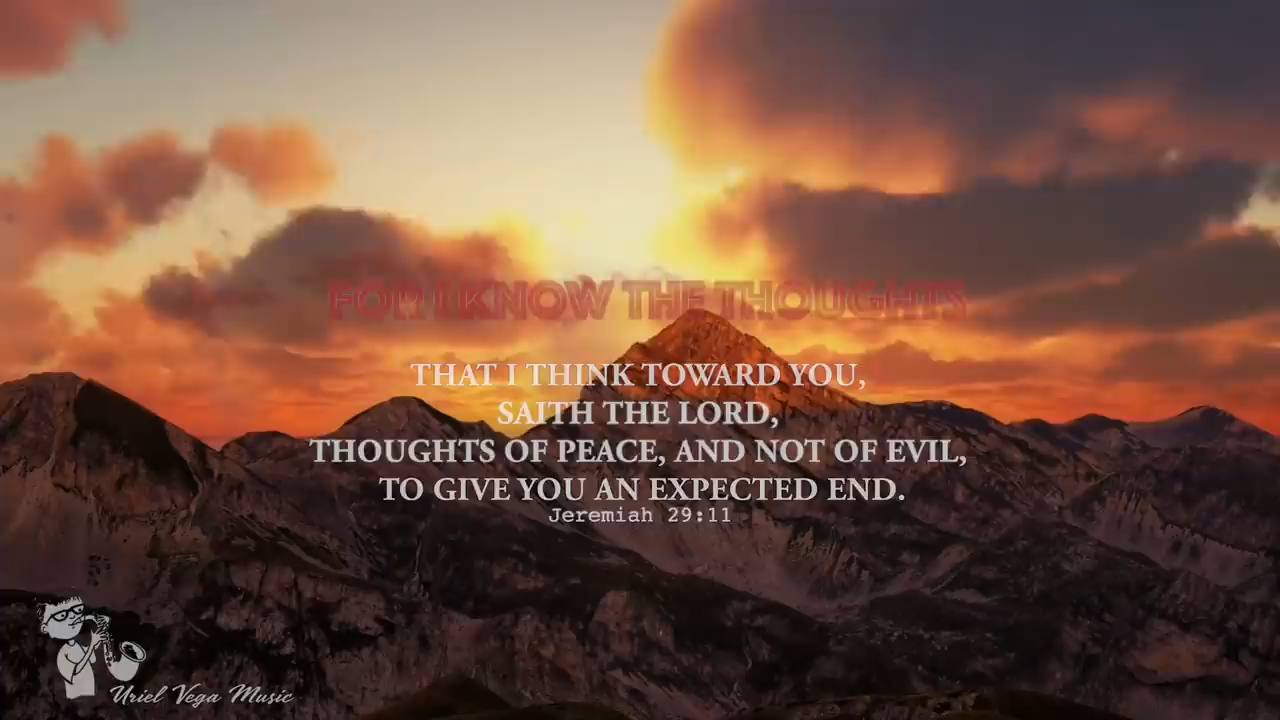 FOR I KNOW THE THOUGHTS
THAT I THINK TOWARD YOU,
SAITH THE LORD,
THOUGHTS OF PEACE, AND NOT OF EVIL,
TO GIVE YOU AN EXPECTED END.
Jeremiah 29:11
Uriel Vega Music